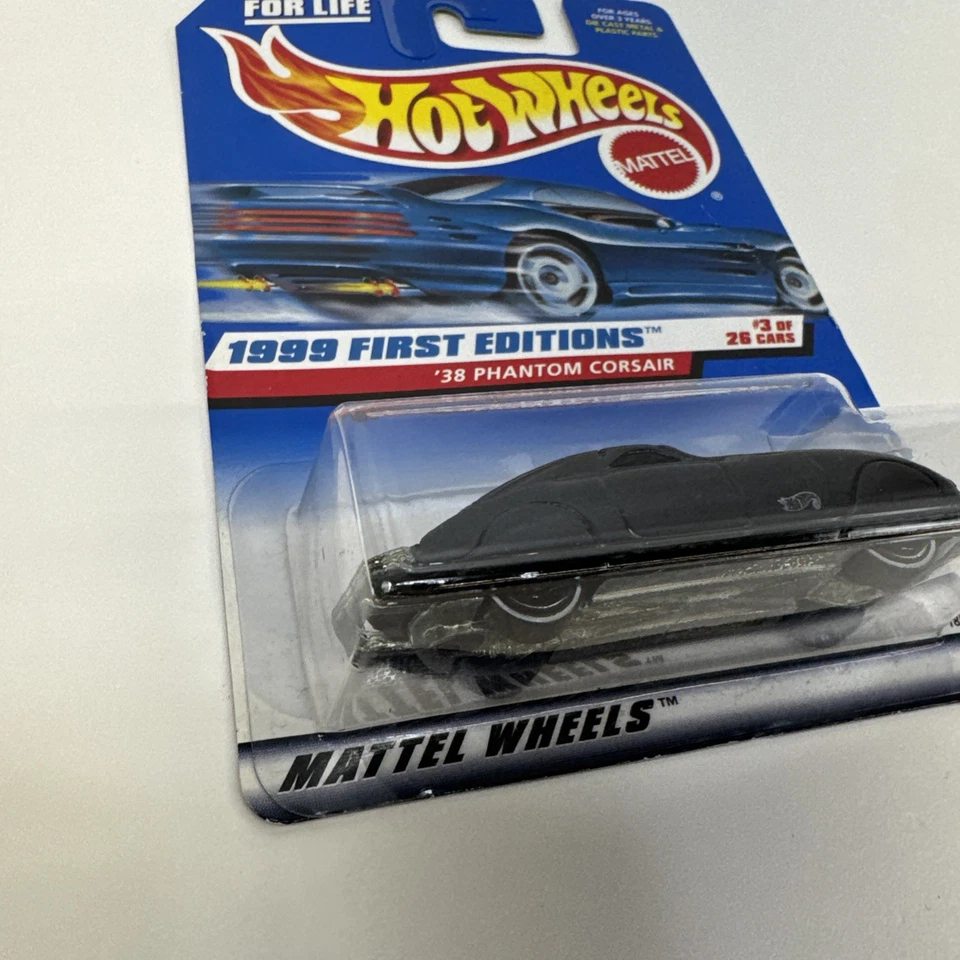 FOR LIFE
FOR AGES
OVER 3 YEARS.
DIE CAST METAL &
PLASTIC PARTS
HOT WHEELS
MATTEL
®
1999 FIRST EDITIONS™
#3 OF
26 CARS
'38 PHANTOM CORSAIR
MATTEL WHEELS™